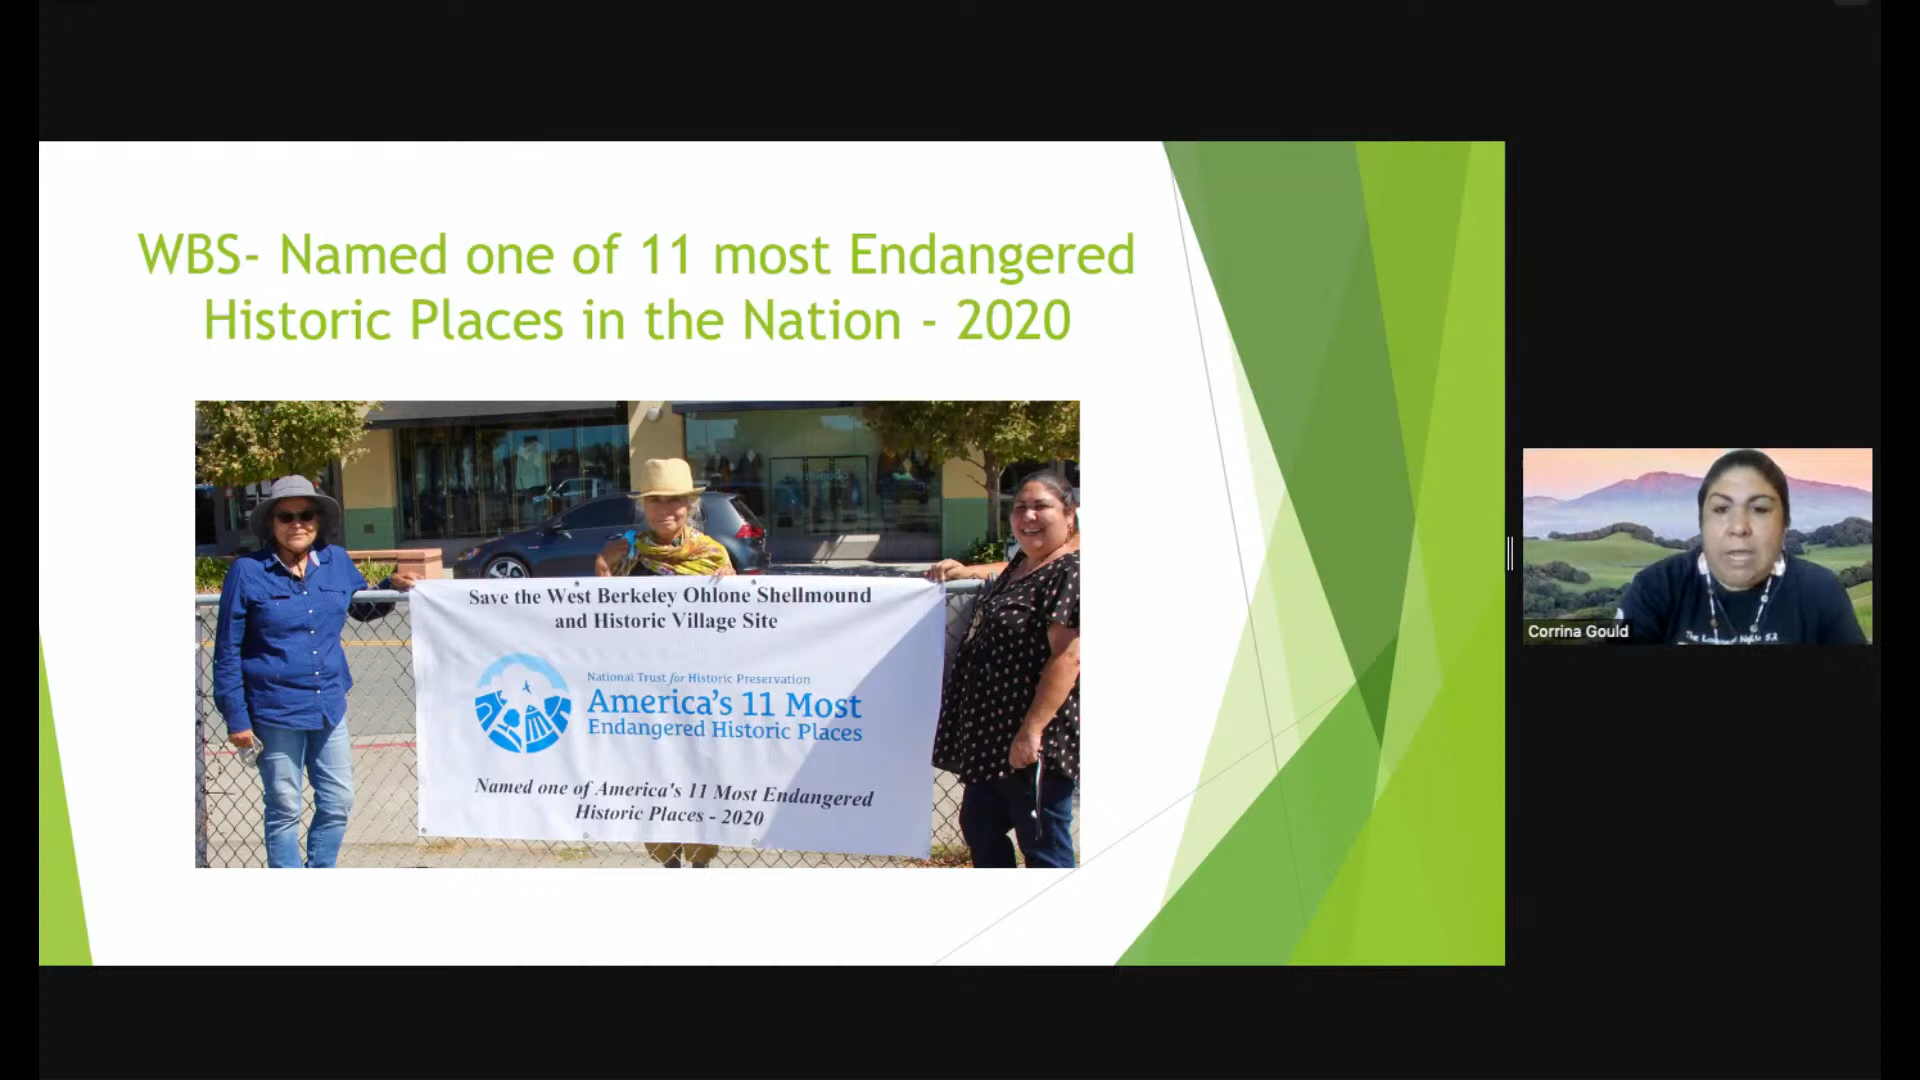 WBS- Named one of 11 most Endangered
Historic Places in the Nation - 2020
Save the West Berkeley Ohlone Shellmound
and Historic Village Site
National Trust for Historic Preservation
America's 11 Most
Endangered Historic Places
Named one of America's 11 Most Endangered
Historic Places - 2020
Corrina Gould